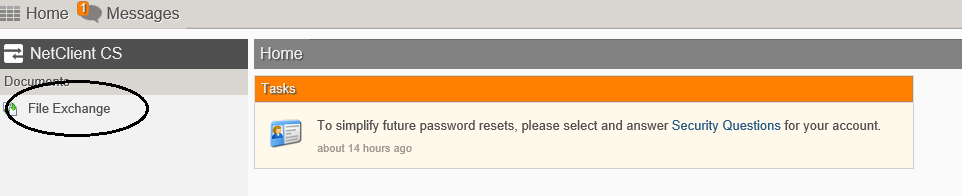 Home 1 Messages
NetClient CS
Documents
File Exchange
Home
Tasks
To simplify future password resets, please select and answer Security Questions for your account.
about 14 hours ago